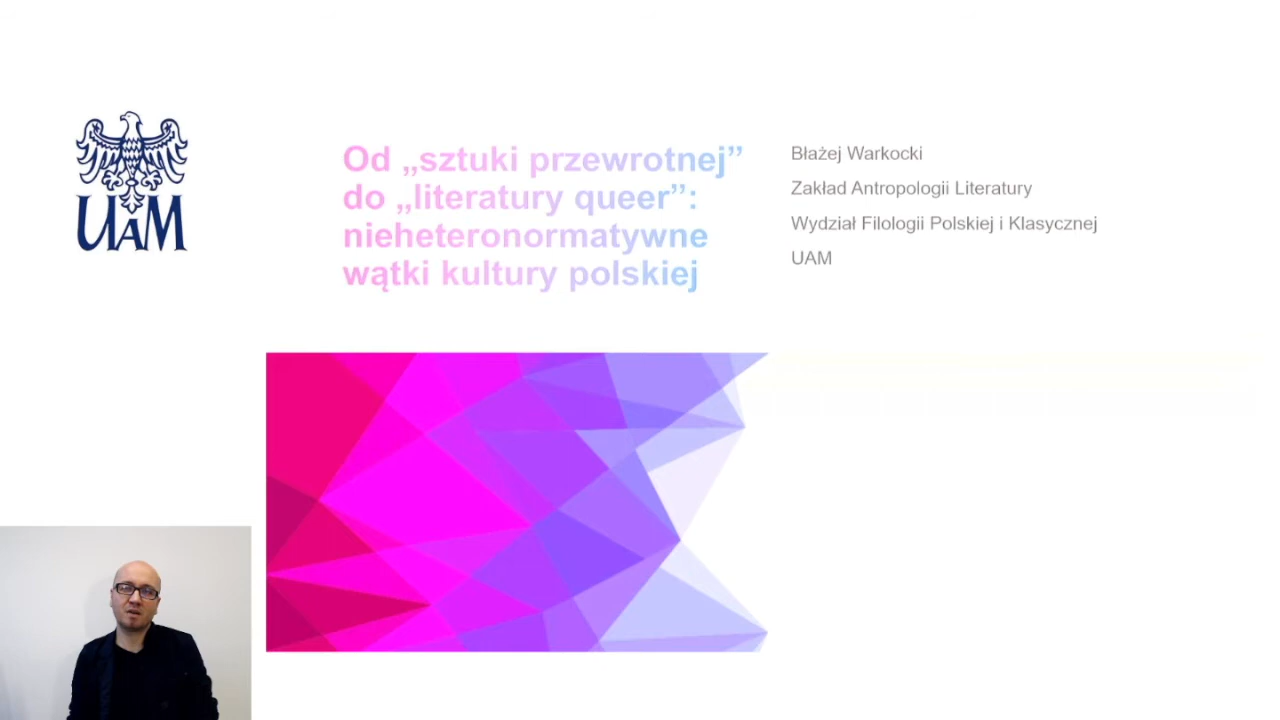 UAM
Od „sztuki przewrotnej”
do „literatury queer”:
nieheteronormatywne
wątki kultury polskiej
Błażej Warkocki
Zakład Antropologii Literatury
Wydział Filologii Polskiej i Klasycznej
UAM